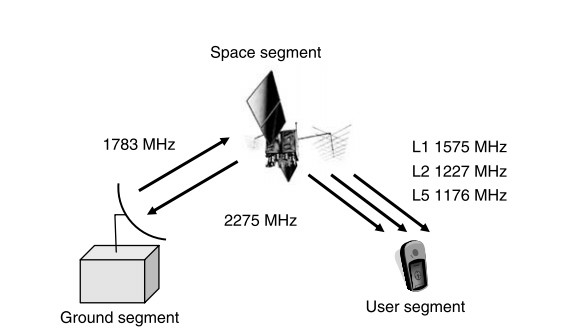 Space segment
1783 MHz
L1 1575 MHz
L2 1227 MHz
L5 1176 MHz
2275 MHz
User segment
Ground segment